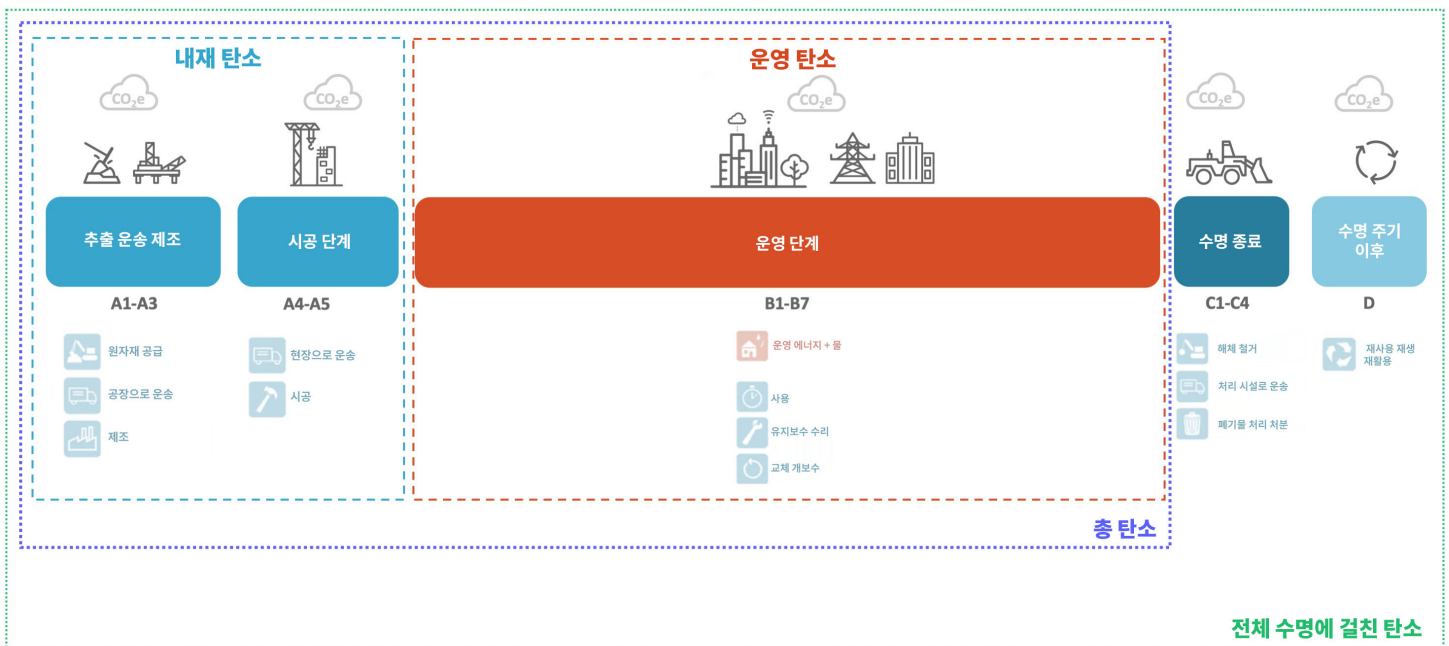 내재 탄소
운영 탄소
CO₂e
CO₂e
CO₂e
CO₂e
CO₂e
추출 운송 제조
시공 단계
운영 단계
수명 종료
수명 주기
이후
A1-A3
A4-A5
B1-B7
C1-C4
D
원자재 공급
공장으로 운송
제조
현장으로 운송
시공
운영 에너지 + 물
사용
유지보수 수리
교체 개보수
해체 철거
처리 시설로 운송
폐기물 처리 처분
재사용 재생
재활용
총 탄소
전체 수명에 걸친 탄소